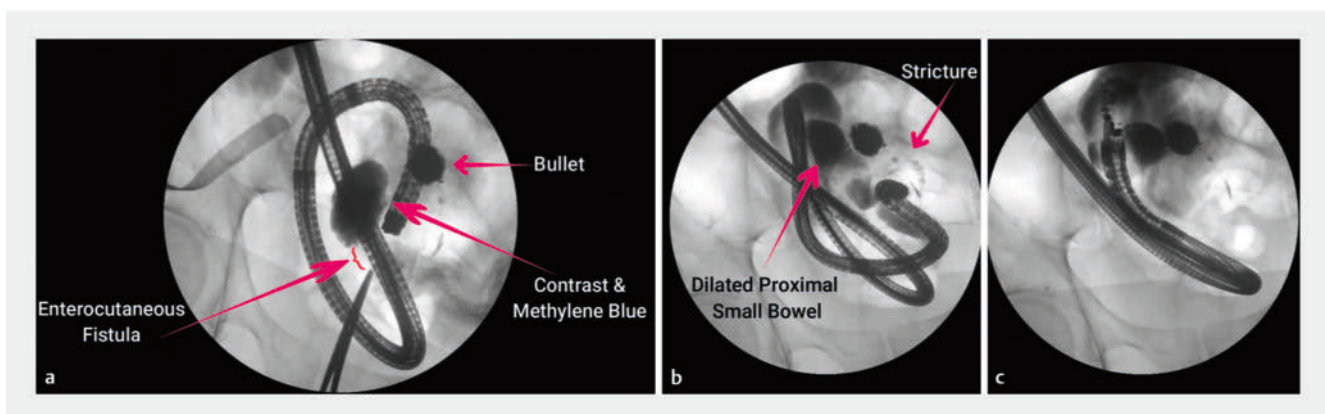 Bullet
Contrast &
Methylene Blue
Enterocutaneous
Fistula
{
a
Stricture
Dilated Proximal
Small Bowel
b
c